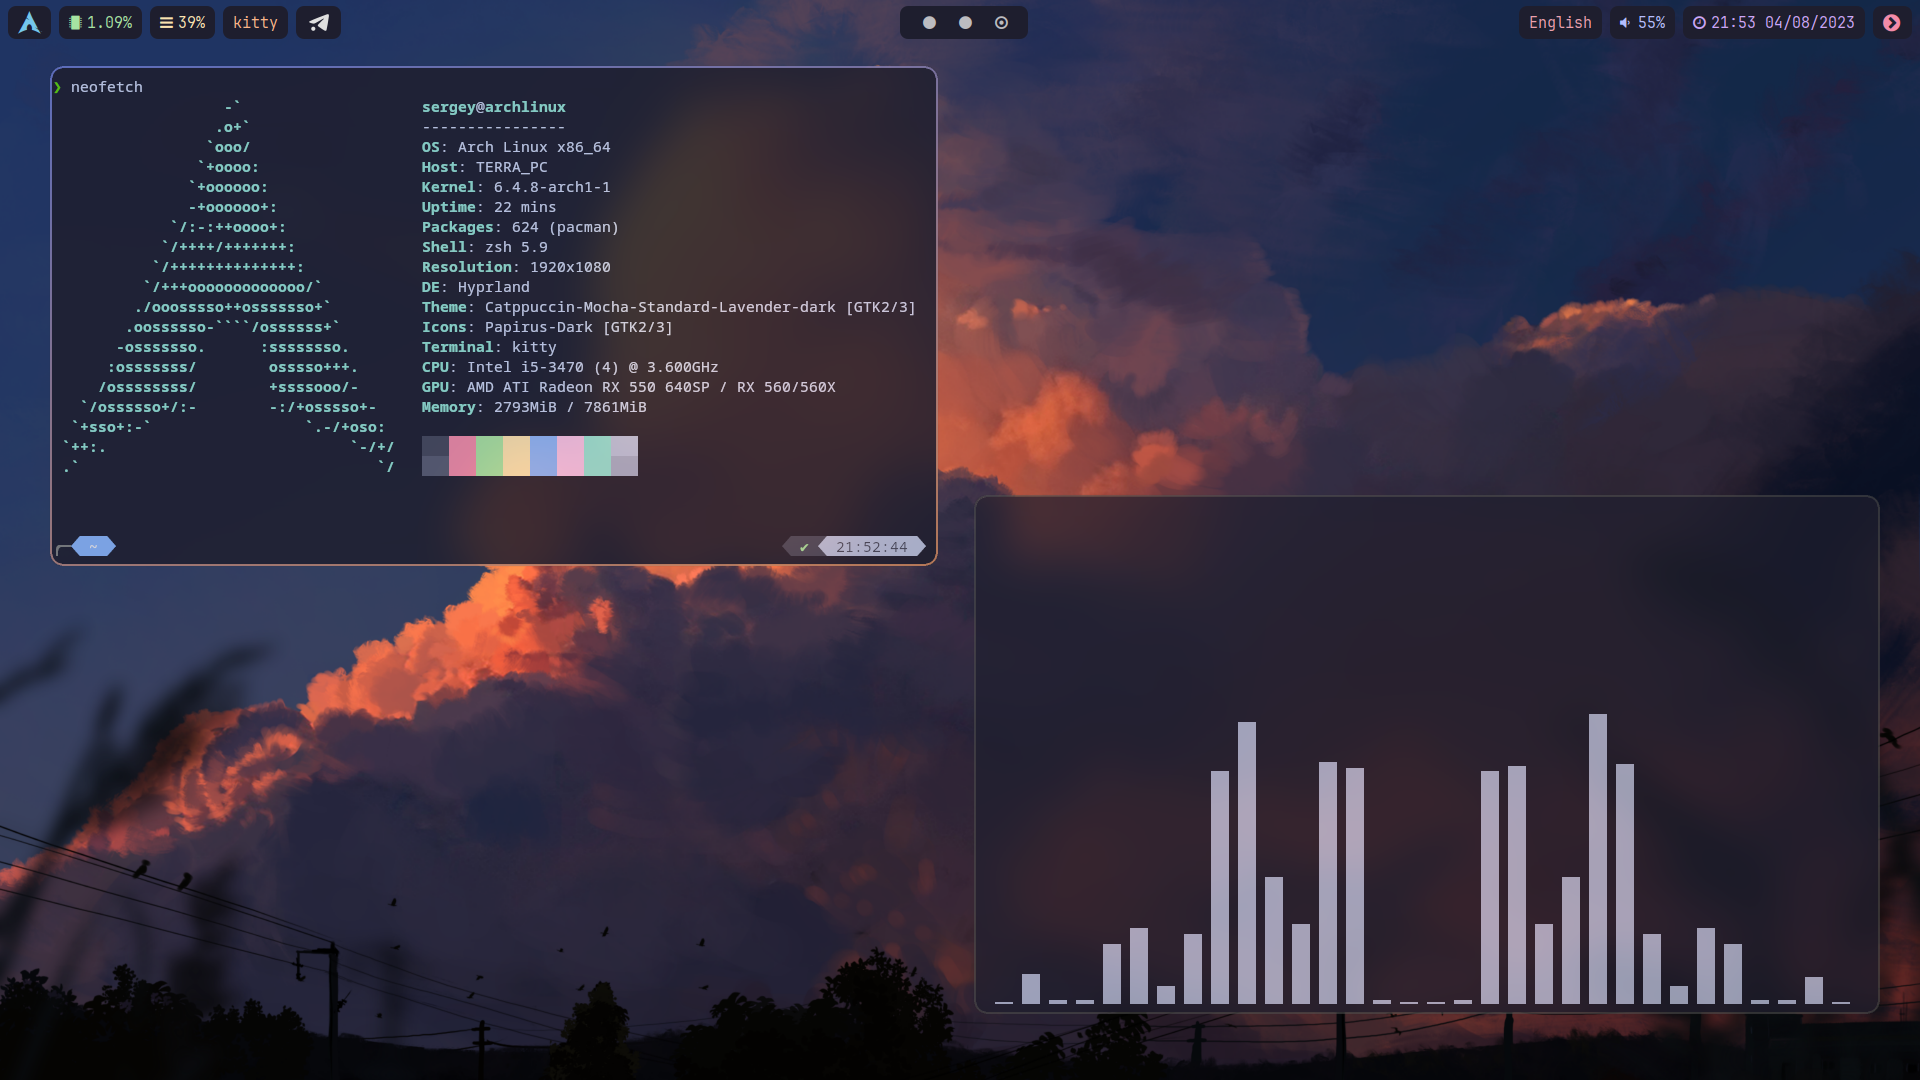 1.09% 39% kitty
English 55% 21:53 04/08/2023
❯ neofetch
                  -`
                 .o+`
                `ooo/
               `+oooo:
              `+oooooo:
              -+oooooo+:
            `/:-:++oooo+:
           `/++++/+++++++:
          `/++++++++++++++:
         `/+++ooooooooooooo/`
        ./ooosssso++osssssso+`
       .oossssso-````/ossssss+`
      -osssssso.      :ssssssso.
     :osssssss/        osssso+++.
    /ossssssss/        +ssssooo/-
  `/ossssso+/:-        -:/+osssso+-
 `+sso+:-`                 `.-/+oso:
`++:.                           `-/+/
.`                                 `/
sergey@archlinux
----------------
OS: Arch Linux x86_64
Host: TERRA_PC
Kernel: 6.4.8-arch1-1
Uptime: 22 mins
Packages: 624 (pacman)
Shell: zsh 5.9
Resolution: 1920x1080
DE: Hyprland
Theme: Catppuccin-Mocha-Standard-Lavender-dark [GTK2/3]
Icons: Papirus-Dark [GTK2/3]
Terminal: kitty
CPU: Intel i5-3470 (4) @ 3.600GHz
GPU: AMD ATI Radeon RX 550 640SP / RX 560/560X
Memory: 2793MiB / 7861MiB
~ ✔ 21:52:44